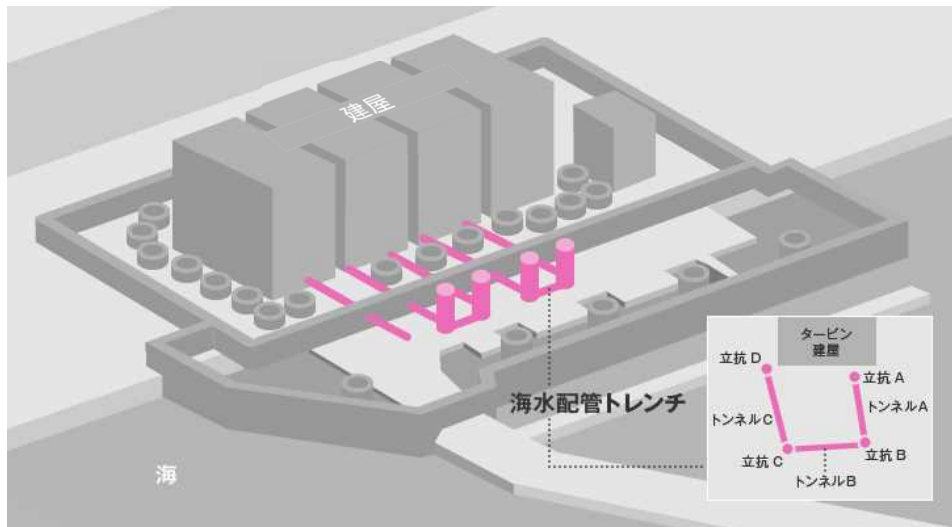 建屋
海水配管トレンチ
海
タービン
建屋
立抗 D
立抗 A
トンネルC
トンネルA
立抗 C
立抗 B
トンネルB